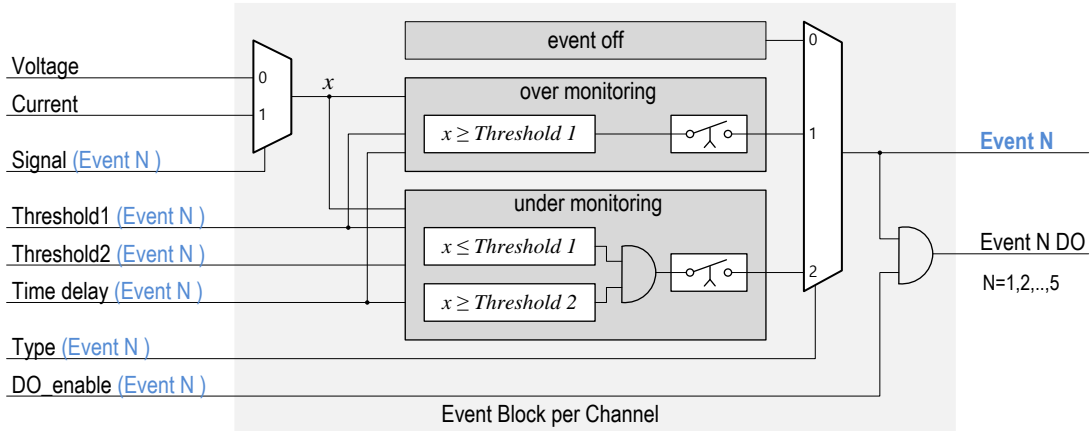 event off
0
Voltage
0
x
over monitoring
Current
1
x ≥ Threshold 1
1
Signal (Event N )
Event N
under monitoring
Threshold1 (Event N )
x ≤ Threshold 1
Event N DO
Threshold2 (Event N )
2
N=1,2,..,5
Time delay (Event N )
x ≥ Threshold 2
Type (Event N )
DO_enable (Event N )
Event Block per Channel